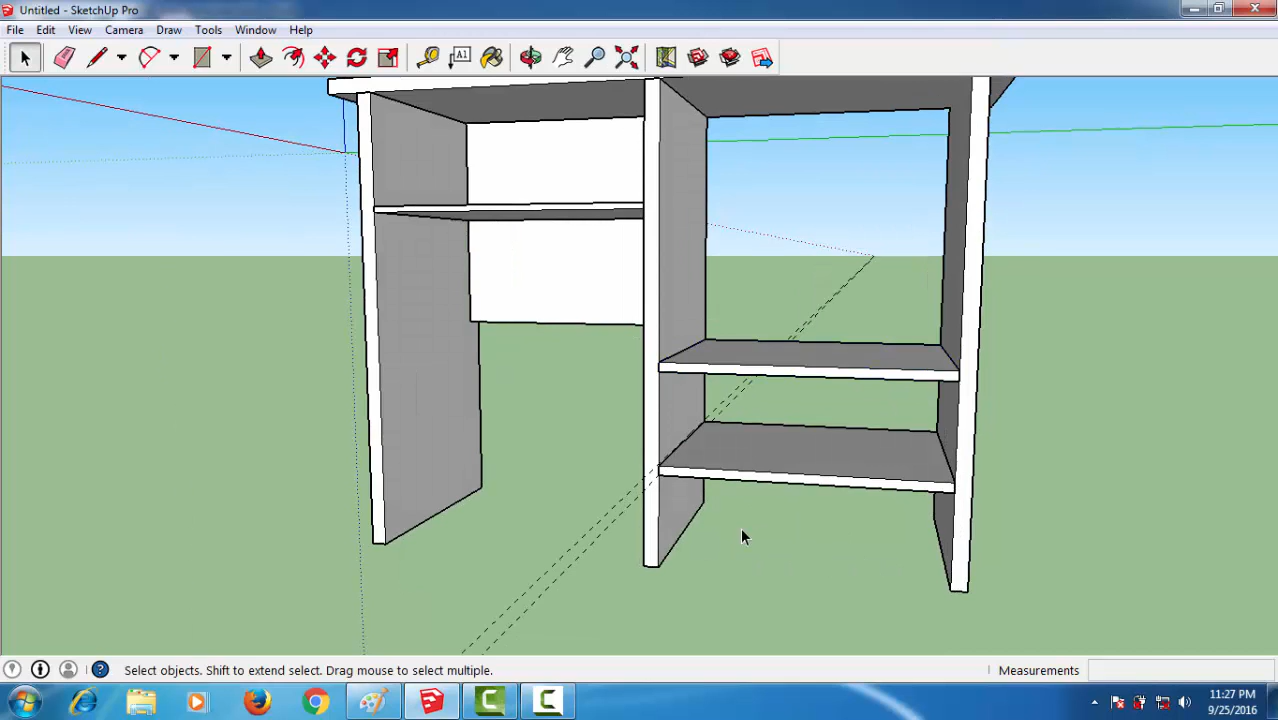 Untitled - SketchUp Pro
File Edit View Camera Draw Tools Window Help
A1
Select objects. Shift to extend select. Drag mouse to select multiple.
Measurements
11:27 PM
9/25/2016